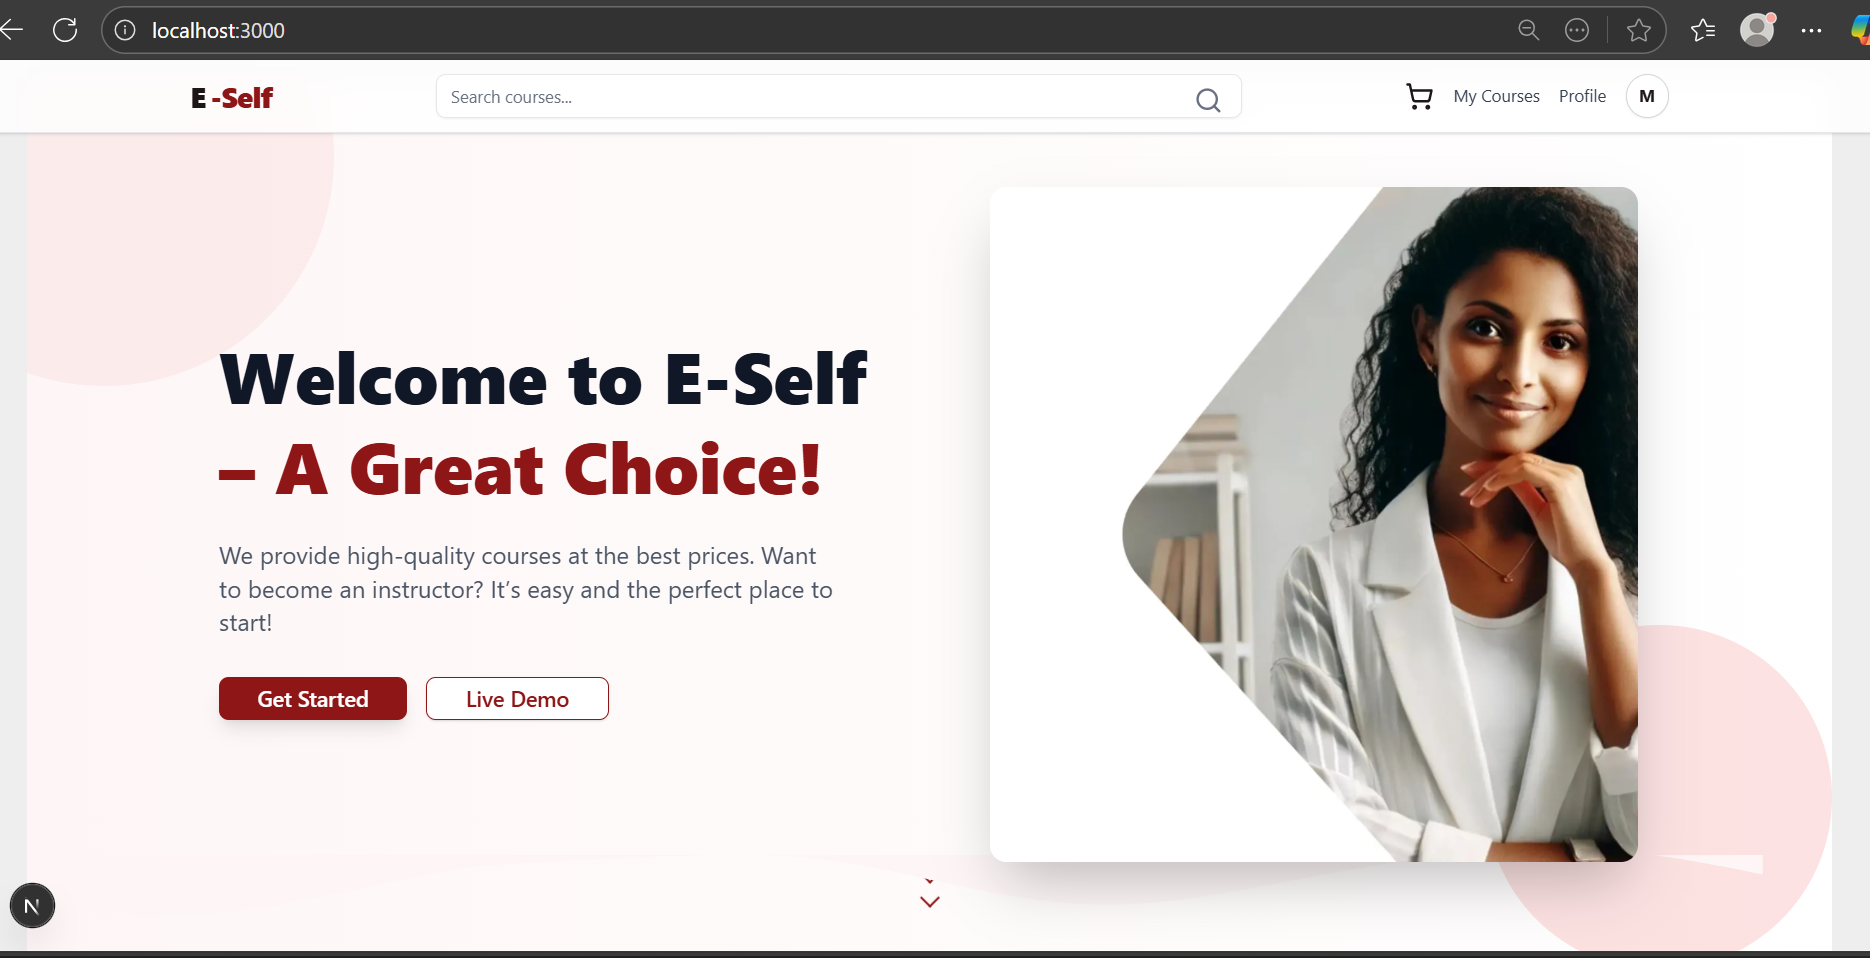 localhost:3000
E -Self
Search courses...
My Courses
Profile
M
Welcome to E-Self
– A Great Choice!
We provide high-quality courses at the best prices. Want
to become an instructor? It’s easy and the perfect place to
start!
Get Started
Live Demo
N